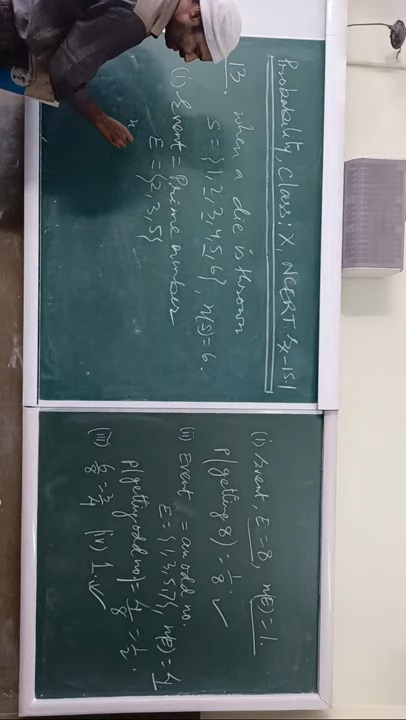 Probability, Class: X, NCERT. Ex-15.1
13. When a die is thrown
S = {1, 2, 3, 4, 5, 6}, n(S) = 6.
(i) Event = Prime number
E = {2, 3, 5}
(i) Event, E = 8, n(E) = 1.
P(getting 8) = 1/8 ✓
(ii) Event = an odd no.
E = {1, 3, 5, 7}, n(E) = 4
P(getting odd no) = 4/8 = 1/2.
(iii) 6/8 = 3/4 (iv) 1. ✓